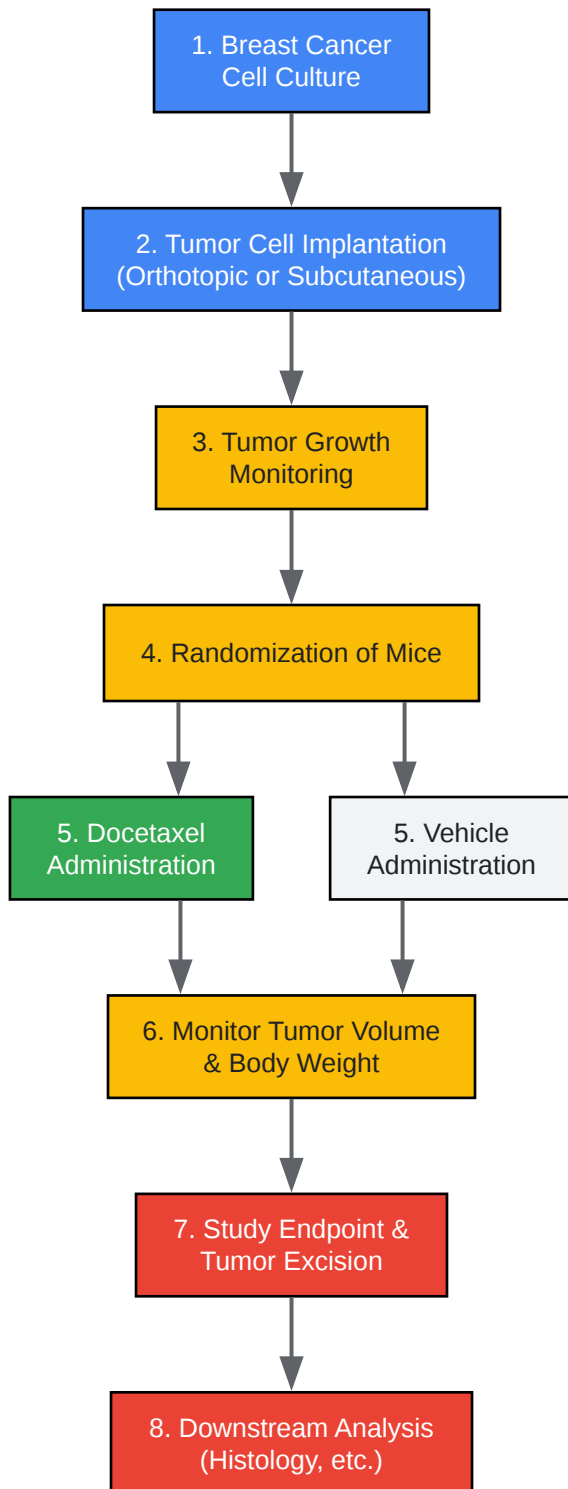 1. Breast Cancer
Cell Culture
2. Tumor Cell Implantation
(Orthotopic or Subcutaneous)
3. Tumor Growth
Monitoring
4. Randomization of Mice
5. Docetaxel
Administration
5. Vehicle
Administration
6. Monitor Tumor Volume
& Body Weight
7. Study Endpoint &
Tumor Excision
8. Downstream Analysis
(Histology, etc.)